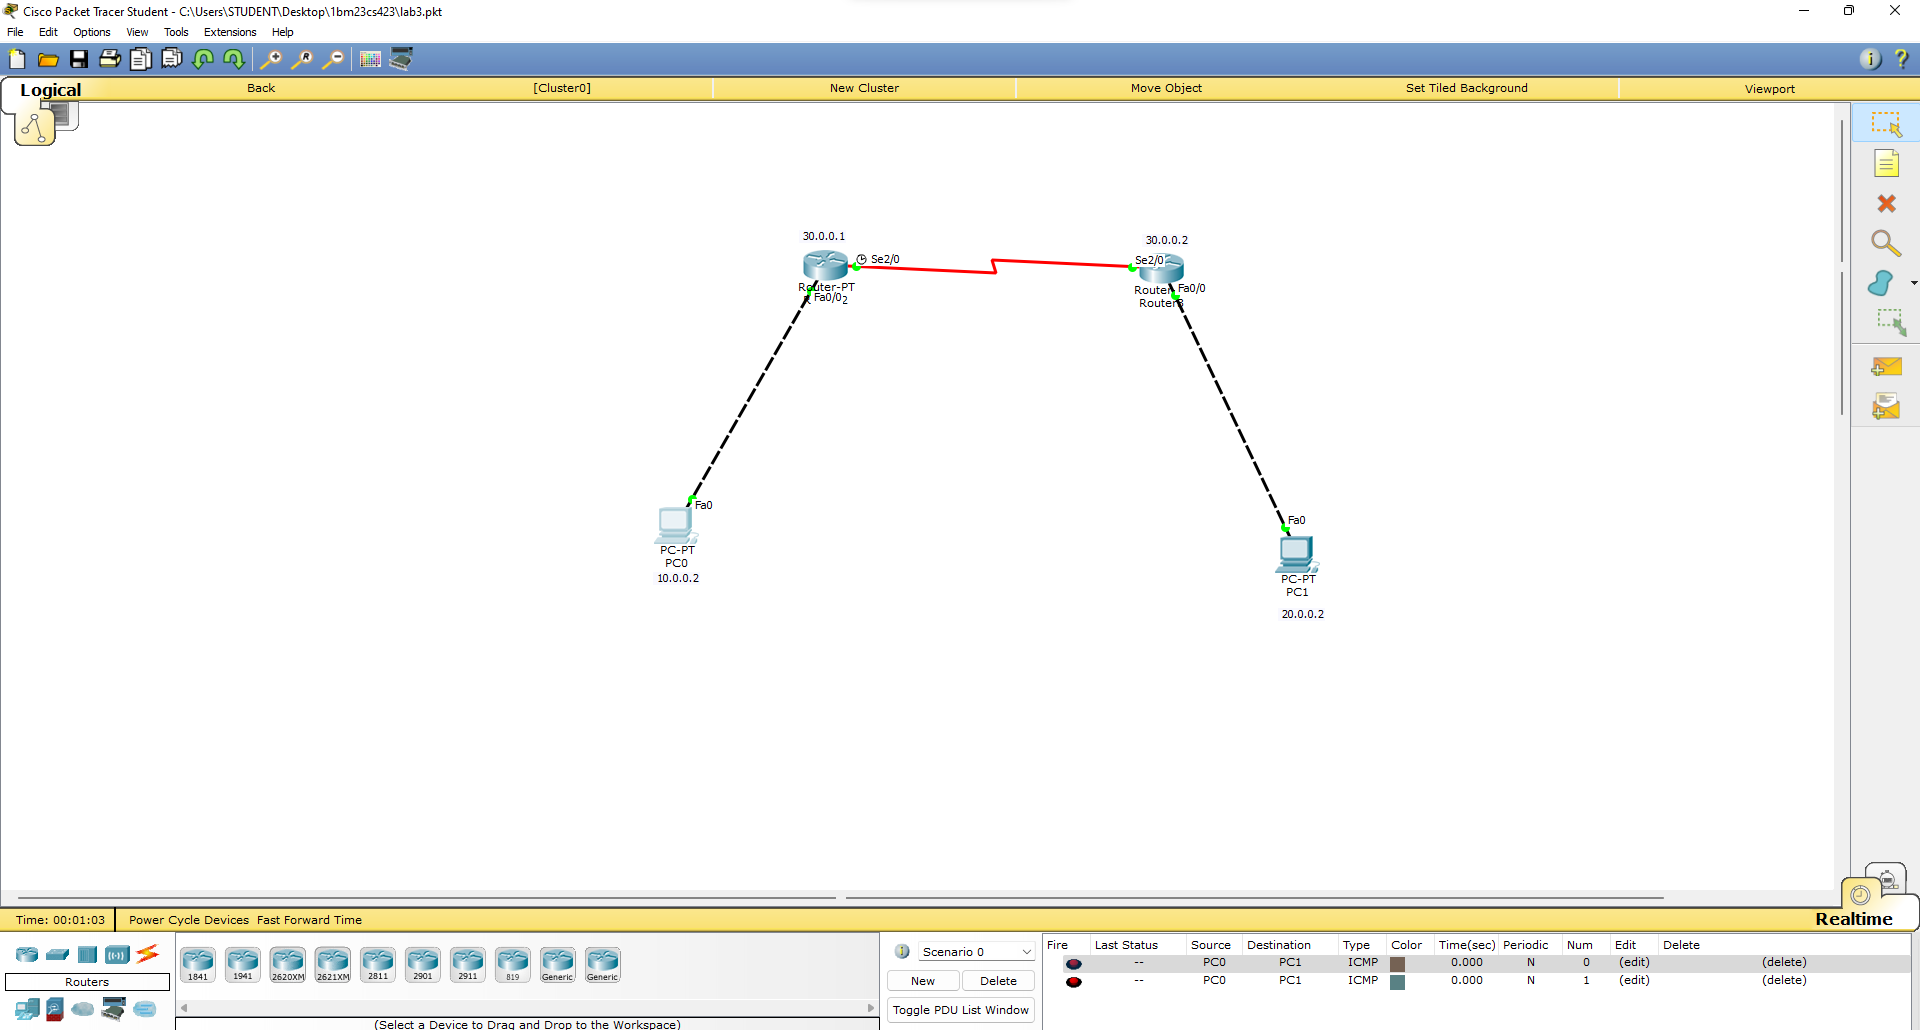 Cisco Packet Tracer Student - C:\Users\STUDENT\Desktop\1bm23cs423\lab3.pkt
File Edit Options View Tools Extensions Help
Logical Back [Cluster0] New Cluster Move Object Set Tiled Background Viewport
30.0.0.1
30.0.0.2
Se2/0
Se2/0
Router-PT
Fa0/0
2
Router
Fa0/0
Router3
Fa0
PC-PT
PC0
10.0.0.2
Fa0
PC-PT
PC1
20.0.0.2
Realtime
Time: 00:01:03 Power Cycle Devices Fast Forward Time
Routers
1841 1941 2620XM 2621XM 2811 2901 2911 819 Generic Generic
(Select a Device to Drag and Drop to the Workspace)
Scenario 0
New Delete
Toggle PDU List Window
Fire Last Status Source Destination Type Color Time(sec) Periodic Num Edit Delete
-- PC0 PC1 ICMP 0.000 N 0 (edit) (delete)
-- PC0 PC1 ICMP 0.000 N 1 (edit) (delete)